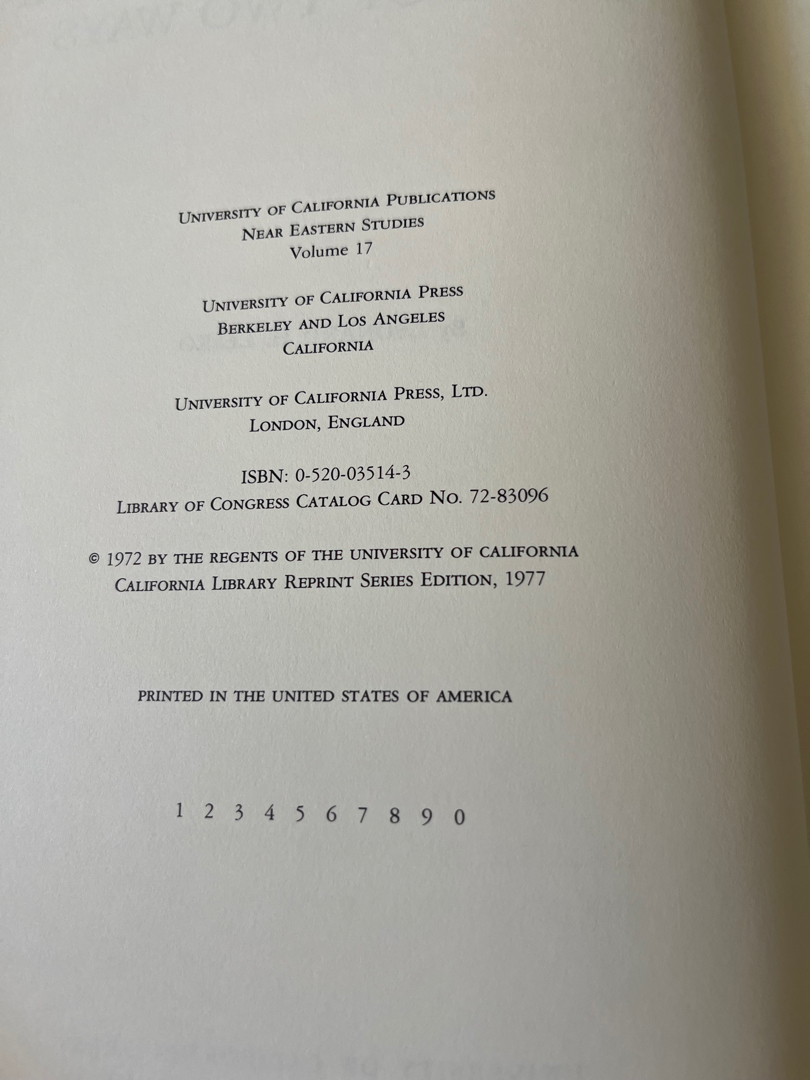 UNIVERSITY OF CALIFORNIA PUBLICATIONS
NEAR EASTERN STUDIES
Volume 17
UNIVERSITY OF CALIFORNIA PRESS
BERKELEY AND LOS ANGELES
CALIFORNIA
UNIVERSITY OF CALIFORNIA PRESS, LTD.
LONDON, ENGLAND
ISBN: 0-520-03514-3
LIBRARY OF CONGRESS CATALOG CARD NO. 72-83096
© 1972 BY THE REGENTS OF THE UNIVERSITY OF CALIFORNIA
CALIFORNIA LIBRARY REPRINT SERIES EDITION, 1977
PRINTED IN THE UNITED STATES OF AMERICA
1 2 3 4 5 6 7 8 9 0